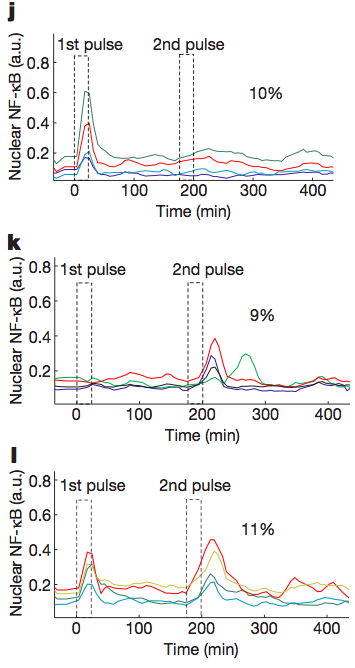 j
1st pulse 2nd pulse
10%
0.8
0.6
0.4
0.2
Nuclear NF-κB (a.u.)
0 100 200 300 400
Time (min)
k
1st pulse 2nd pulse
9%
0.8
0.6
0.4
0.2
Nuclear NF-κB (a.u.)
0 100 200 300 400
Time (min)
l
1st pulse 2nd pulse
11%
0.8
0.6
0.4
0.2
Nuclear NF-κB (a.u.)
0 100 200 300 400
Time (min)